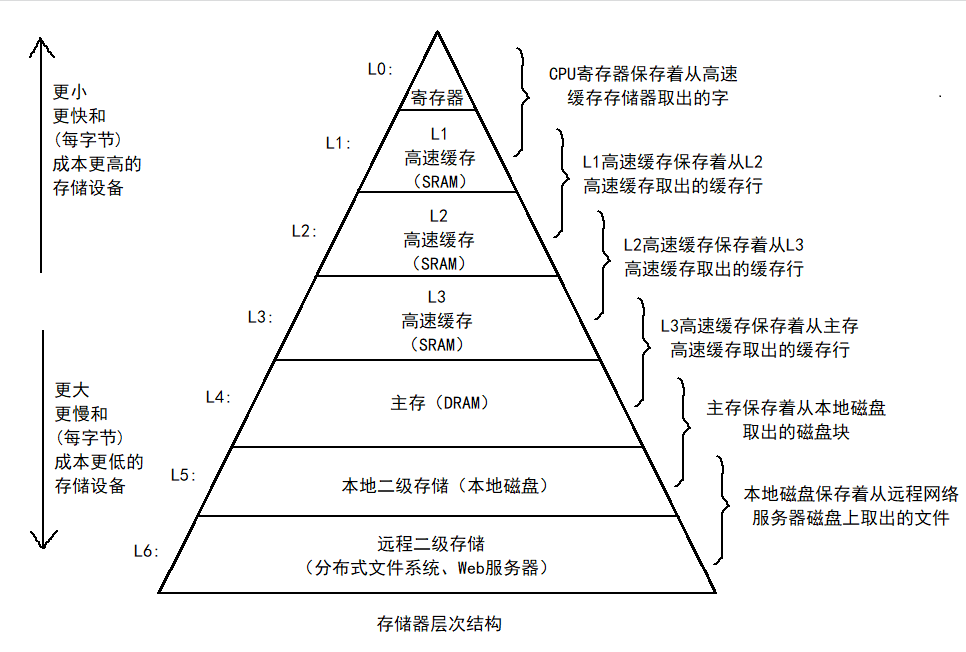 L0:
寄存器
CPU寄存器保存着从高速
缓存存储器取出的字
更小
更快和
(每字节)
成本更高的
存储设备
L1:
L1
高速缓存
(SRAM)
L1高速缓存保存着从L2
高速缓存取出的缓存行
L2:
L2
高速缓存
(SRAM)
L2高速缓存保存着从L3
高速缓存取出的缓存行
L3:
L3
高速缓存
(SRAM)
L3高速缓存保存着从主存
高速缓存取出的缓存行
更大
更慢和
(每字节)
成本更低的
存储设备
L4:
主存（DRAM）
主存保存着从本地磁盘
取出的磁盘块
L5:
本地二级存储（本地磁盘）
本地磁盘保存着从远程网络
服务器磁盘上取出的文件
L6:
远程二级存储
（分布式文件系统、Web服务器）
存储器层次结构